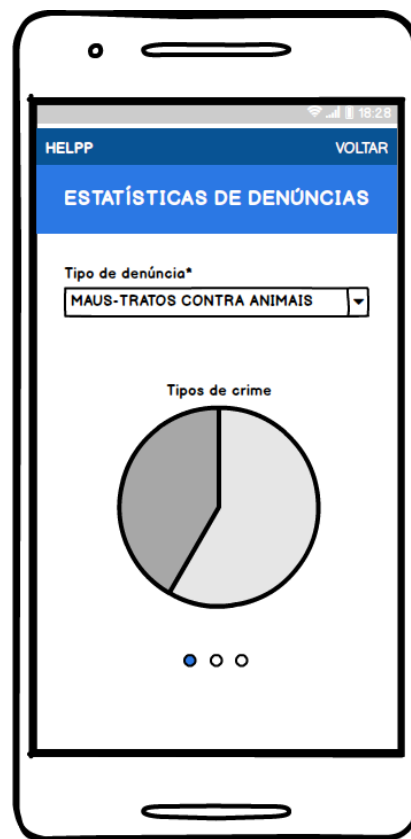 18:28
HELPP VOLTAR
ESTATÍSTICAS DE DENÚNCIAS
Tipo de denúncia*
MAUS-TRATOS CONTRA ANIMAIS
Tipos de crime